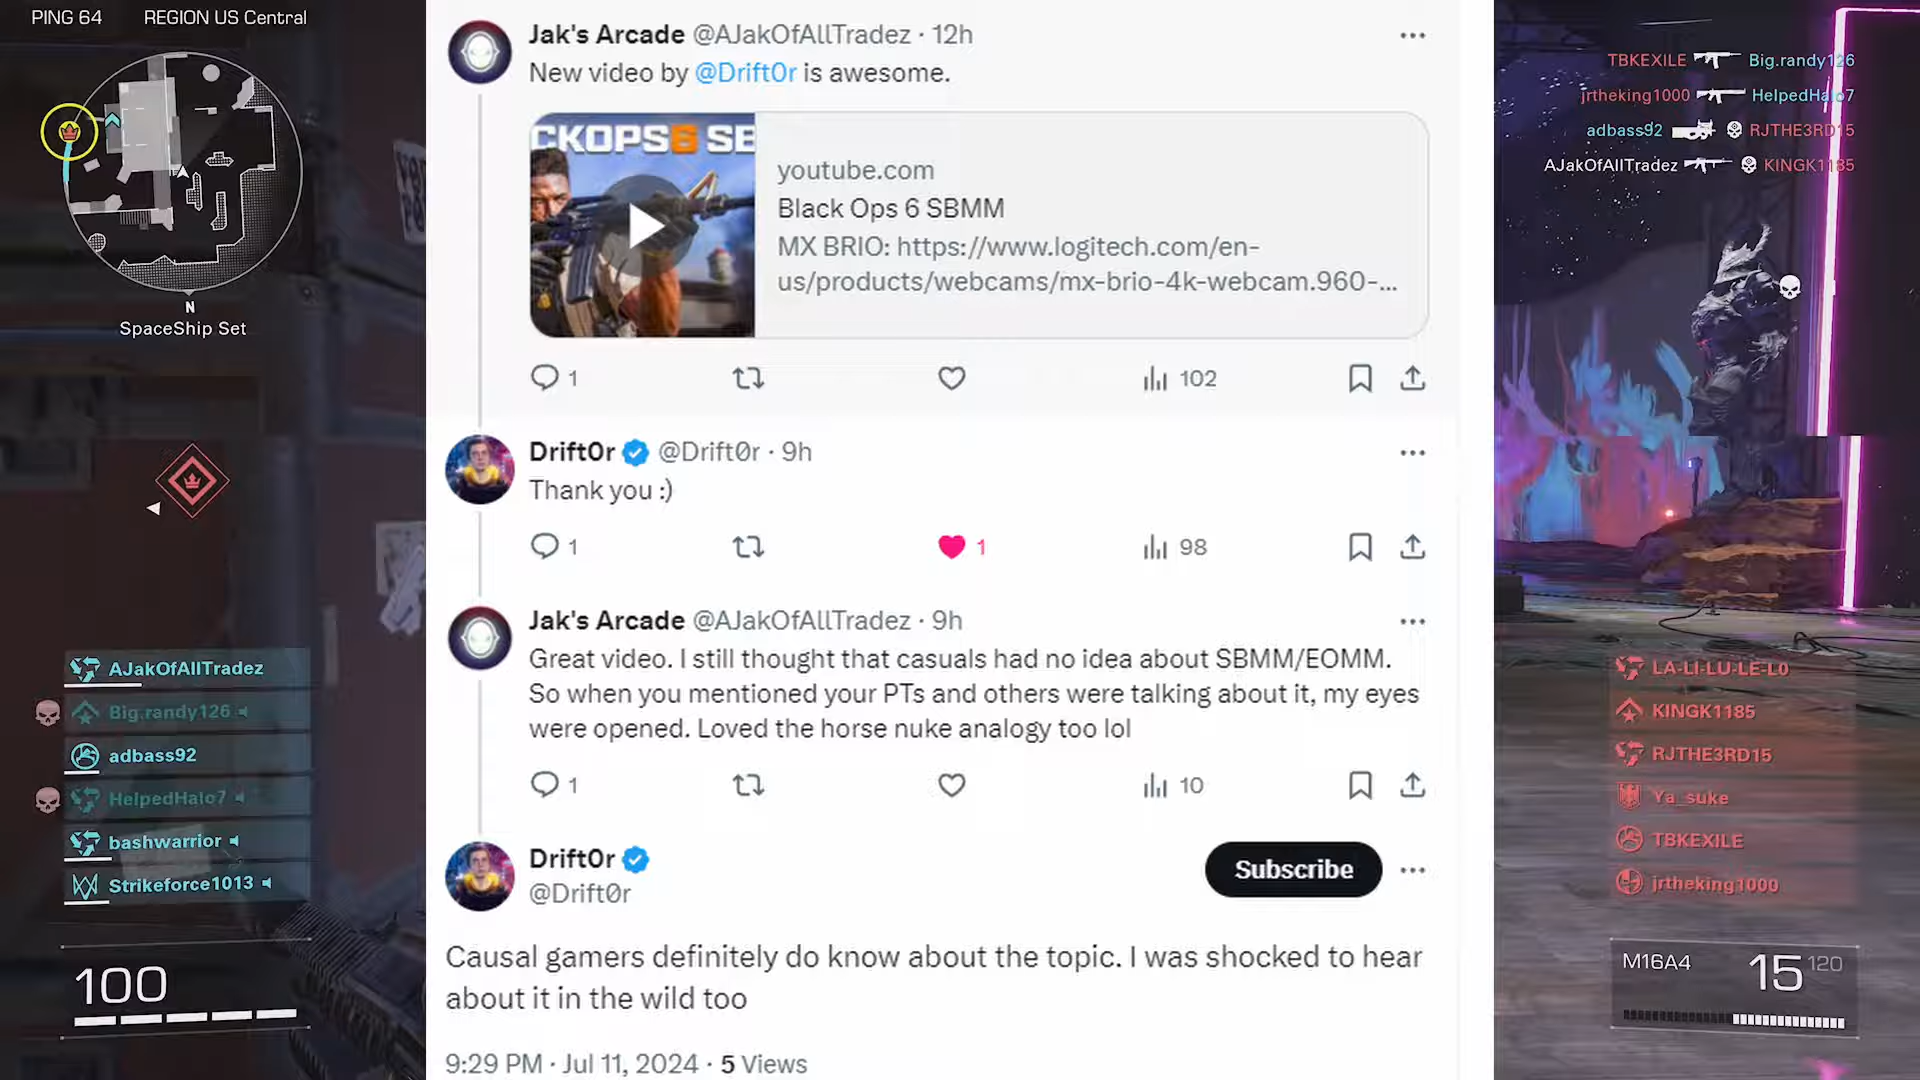 PING 64 REGION US Central
N
SpaceShip Set
AJakOfAllTradez
Big.randy126
adbass92
HelpedHalo7
bashwarrior
Strikeforce1013
100
Jak's Arcade @AJakOfAllTradez · 12h
New video by @Drift0r is awesome.
CKOPS6 SB
youtube.com
Black Ops 6 SBMM
MX BRIO: https://www.logitech.com/en-
us/products/webcams/mx-brio-4k-webcam.960-...
1 102
Drift0r @Drift0r · 9h
Thank you :)
1 1 98
Jak's Arcade @AJakOfAllTradez · 9h
Great video. I still thought that casuals had no idea about SBMM/EOMM.
So when you mentioned your PTs and others were talking about it, my eyes
were opened. Loved the horse nuke analogy too lol
1 10
Drift0r
@Drift0r
Subscribe
Causal gamers definitely do know about the topic. I was shocked to hear
about it in the wild too
9:29 PM · Jul 11, 2024 · 5 Views
TBKEXILE Big.randy126
jrtheking1000 HelpedHalo7
adbass92 RJTHE3RD15
AJakOfAllTradez KINGK1185
LA-LI-LU-LE-L0
KINGK1185
RJTHE3RD15
Ya_suke
TBKEXILE
jrtheking1000
M16A4 15 120